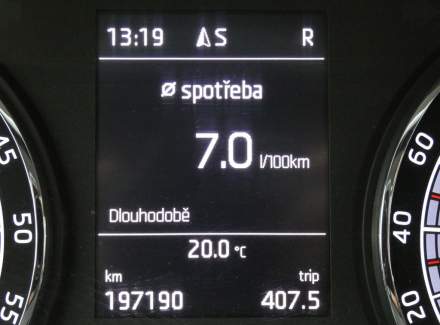 13:19 S R
ø spotřeba
7.0 l/100km
Dlouhodobě
20.0 °C
km trip
197190 407.5
45
50
55
60
40
20